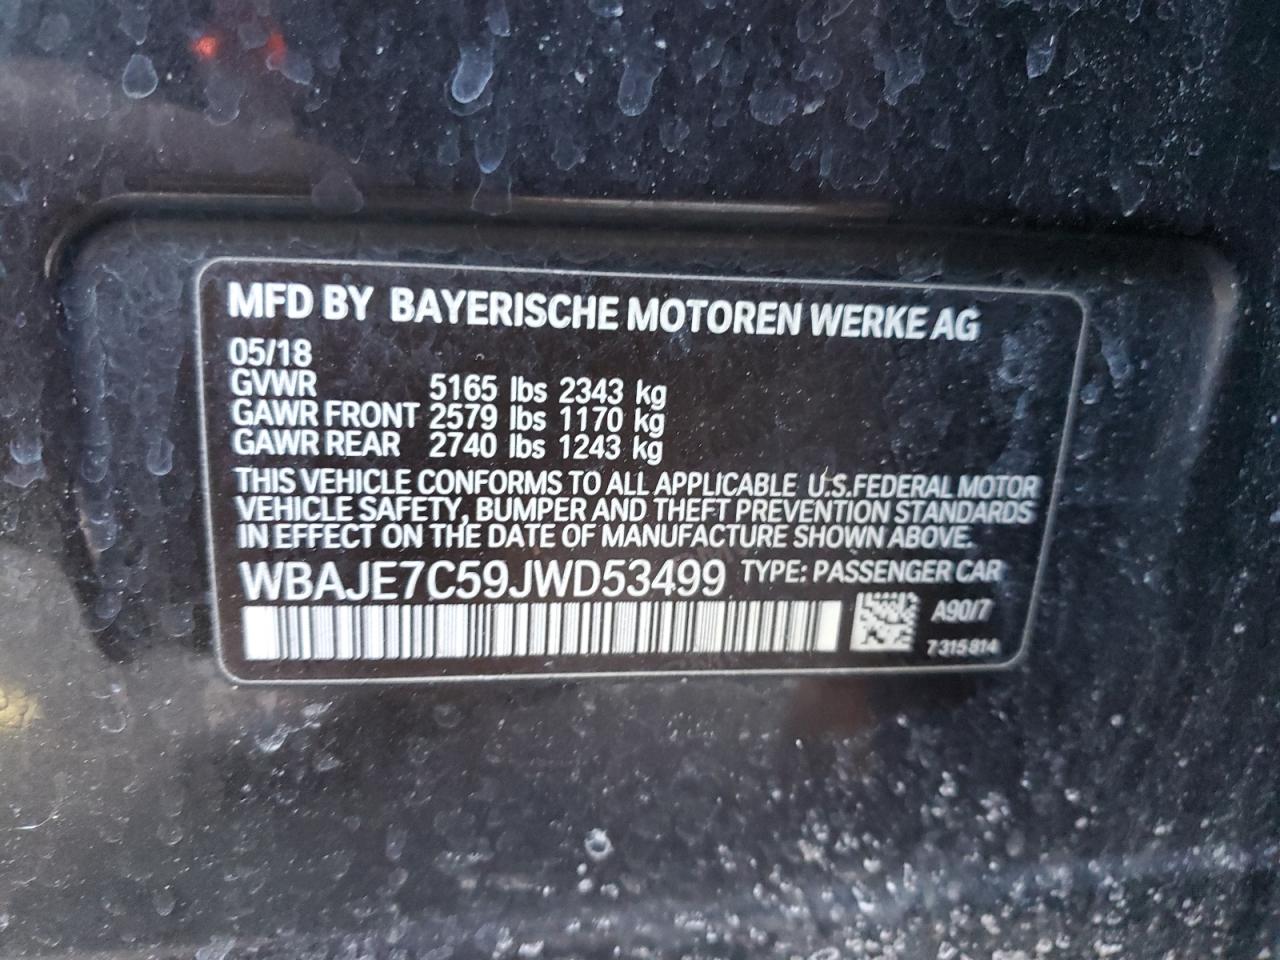 MFD BY BAYERISCHE MOTOREN WERKE AG
05/18
GVWR 5165 lbs 2343 kg
GAWR FRONT 2579 lbs 1170 kg
GAWR REAR 2740 lbs 1243 kg
THIS VEHICLE CONFORMS TO ALL APPLICABLE U.S.FEDERAL MOTOR
VEHICLE SAFETY, BUMPER AND THEFT PREVENTION STANDARDS
IN EFFECT ON THE DATE OF MANUFACTURE SHOWN ABOVE.
WBAJE7C59JWD53499 TYPE: PASSENGER CAR
A90/7
7315814